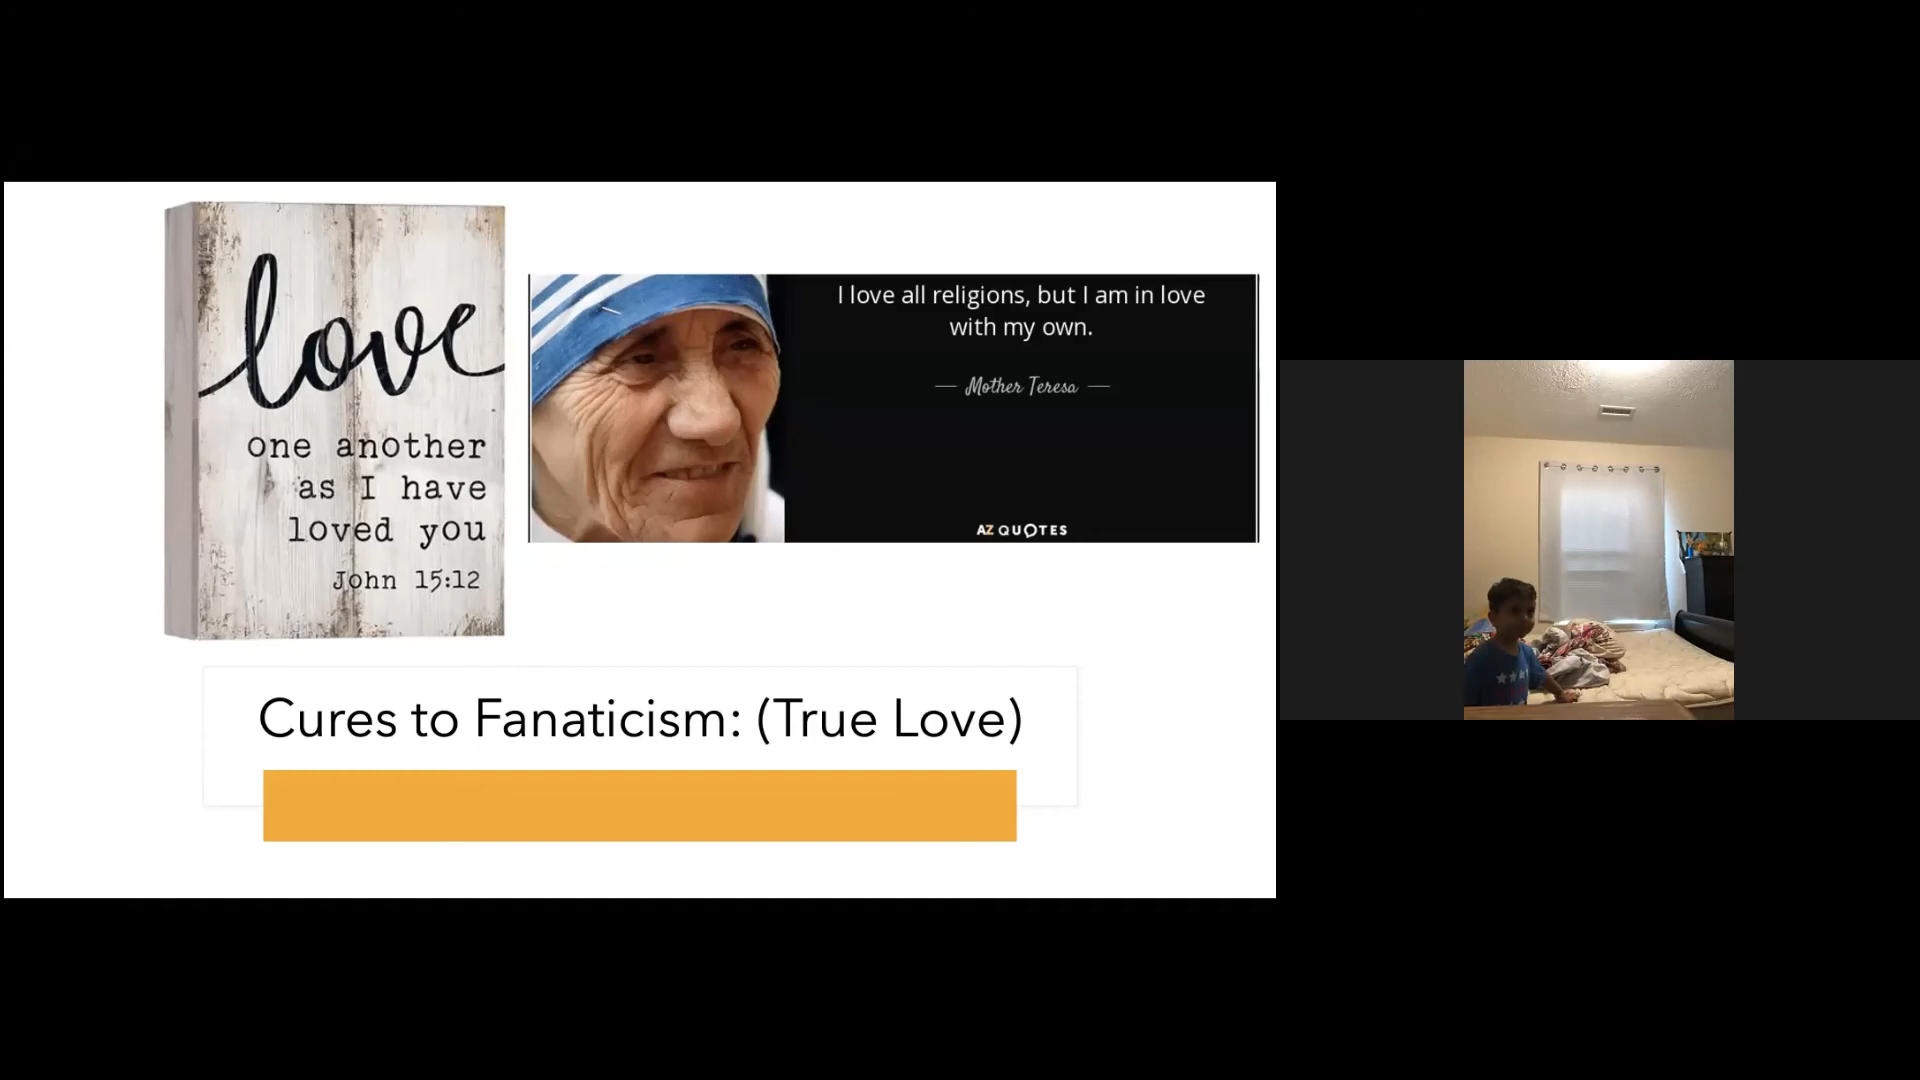 love
one another
as I have
loved you
John 15:12
I love all religions, but I am in love
with my own.
— Mother Teresa —
AZ QUOTES
Cures to Fanaticism: (True Love)